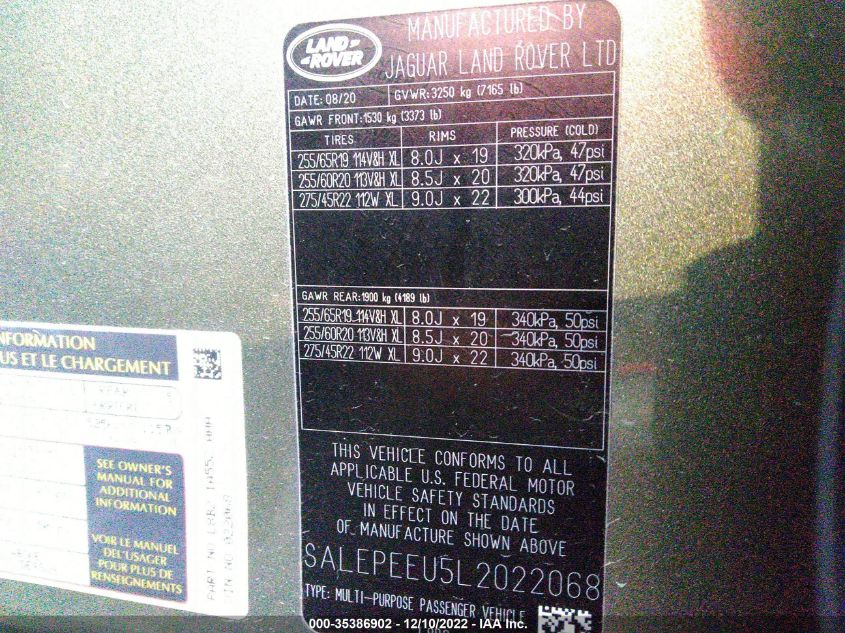 MANUFACTURED BY
LAND ROVER
JAGUAR LAND ROVER LTD
DATE: 08/20 GVWR: 3250 kg (7165 lb)
GAWR FRONT: 1530 kg (3373 lb)
TIRES RIMS PRESSURE (COLD)
255/65R19 114V&H XL 8.0J x 19 320kPa, 47psi
255/60R20 113V&H XL 8.5J x 20 320kPa, 47psi
275/45R22 112W XL 9.0J x 22 300kPa, 44psi
GAWR REAR: 1900 kg (4189 lb)
255/65R19 114V&H XL 8.0J x 19 340kPa, 50psi
255/60R20 113V&H XL 8.5J x 20 340kPa, 50psi
275/45R22 112W XL 9.0J x 22 340kPa, 50psi
THIS VEHICLE CONFORMS TO ALL
APPLICABLE U.S. FEDERAL MOTOR
VEHICLE SAFETY STANDARDS
IN EFFECT ON THE DATE
OF MANUFACTURE SHOWN ABOVE
SALEPEEU5L2022068
TYPE: MULTI-PURPOSE PASSENGER VEHICLE
INFORMATION
US ET LE CHARGEMENT
SEE OWNER'S
MANUAL FOR
ADDITIONAL
INFORMATION
VOIR LE MANUEL
DEL'USAGER
POUR PLUS DE
RENSEIGNEMENTS
000-35386902 - 12/10/2022 - IAA Inc.